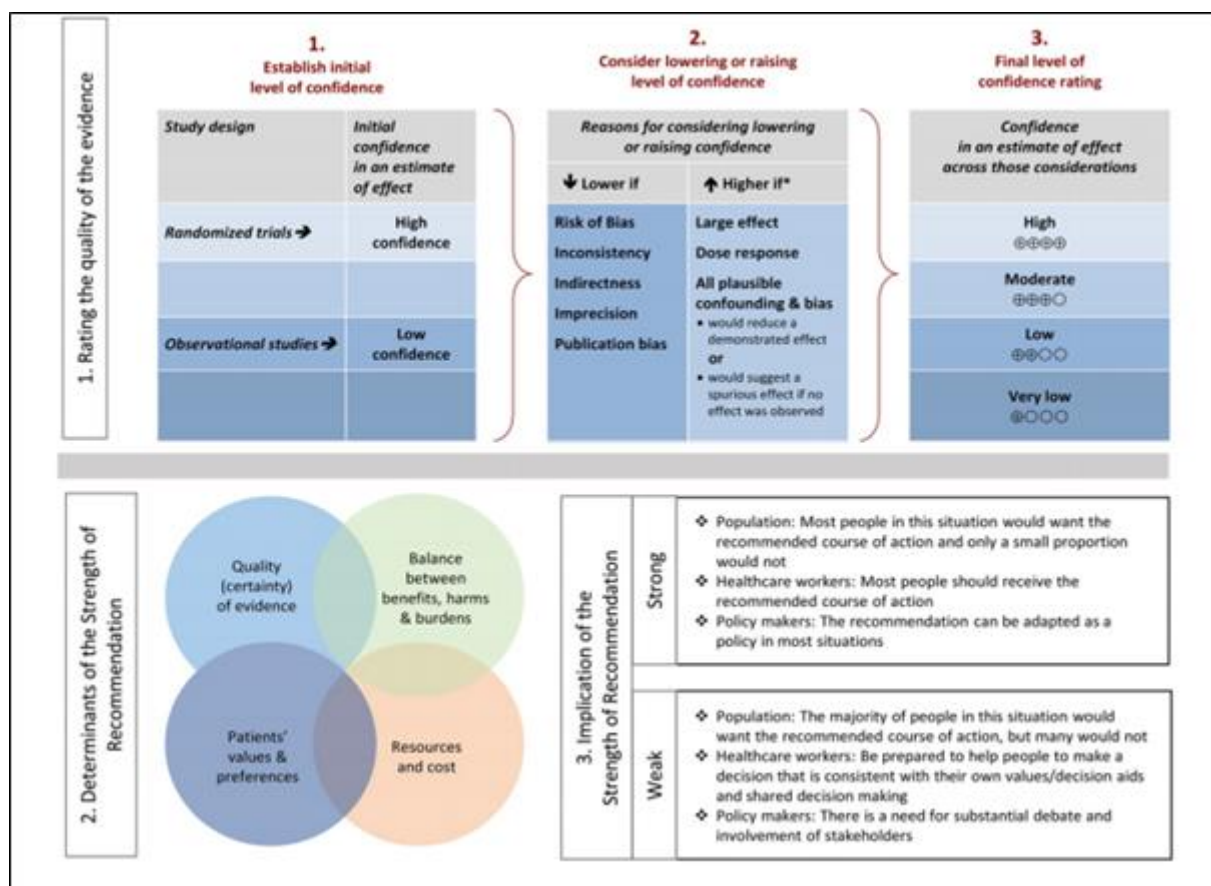 1. Rating the quality of the evidence
1.
Establish initial
level of confidence
2.
Consider lowering or raising
level of confidence
3.
Final level of
confidence rating
Study design
Initial
confidence
in an estimate
of effect
Randomized trials ➔
High
confidence
Observational studies ➔
Low
confidence
Reasons for considering lowering
or raising confidence
🡻 Lower if
🡹 Higher if*
Risk of Bias
Inconsistency
Indirectness
Imprecision
Publication bias
Large effect
Dose response
All plausible
confounding & bias
• would reduce a
demonstrated effect
or
• would suggest a
spurious effect if no
effect was observed
Confidence
in an estimate of effect
across those considerations
High
⊕⊕⊕⊕
Moderate
⊕⊕⊕○
Low
⊕⊕○○
Very low
⊕○○○
2. Determinants of the Strength of
Recommendation
Quality
(certainty)
of evidence
Balance
between
benefits, harms
& burdens
Patients'
values &
preferences
Resources
and cost
3. Implication of the
Strength of Recommendation
Strong
❖ Population: Most people in this situation would want the
recommended course of action and only a small proportion
would not
❖ Healthcare workers: Most people should receive the
recommended course of action
❖ Policy makers: The recommendation can be adapted as a
policy in most situations
Weak
❖ Population: The majority of people in this situation would
want the recommended course of action, but many would not
❖ Healthcare workers: Be prepared to help people to make a
decision that is consistent with their own values/decision aids
and shared decision making
❖ Policy makers: There is a need for substantial debate and
involvement of stakeholders